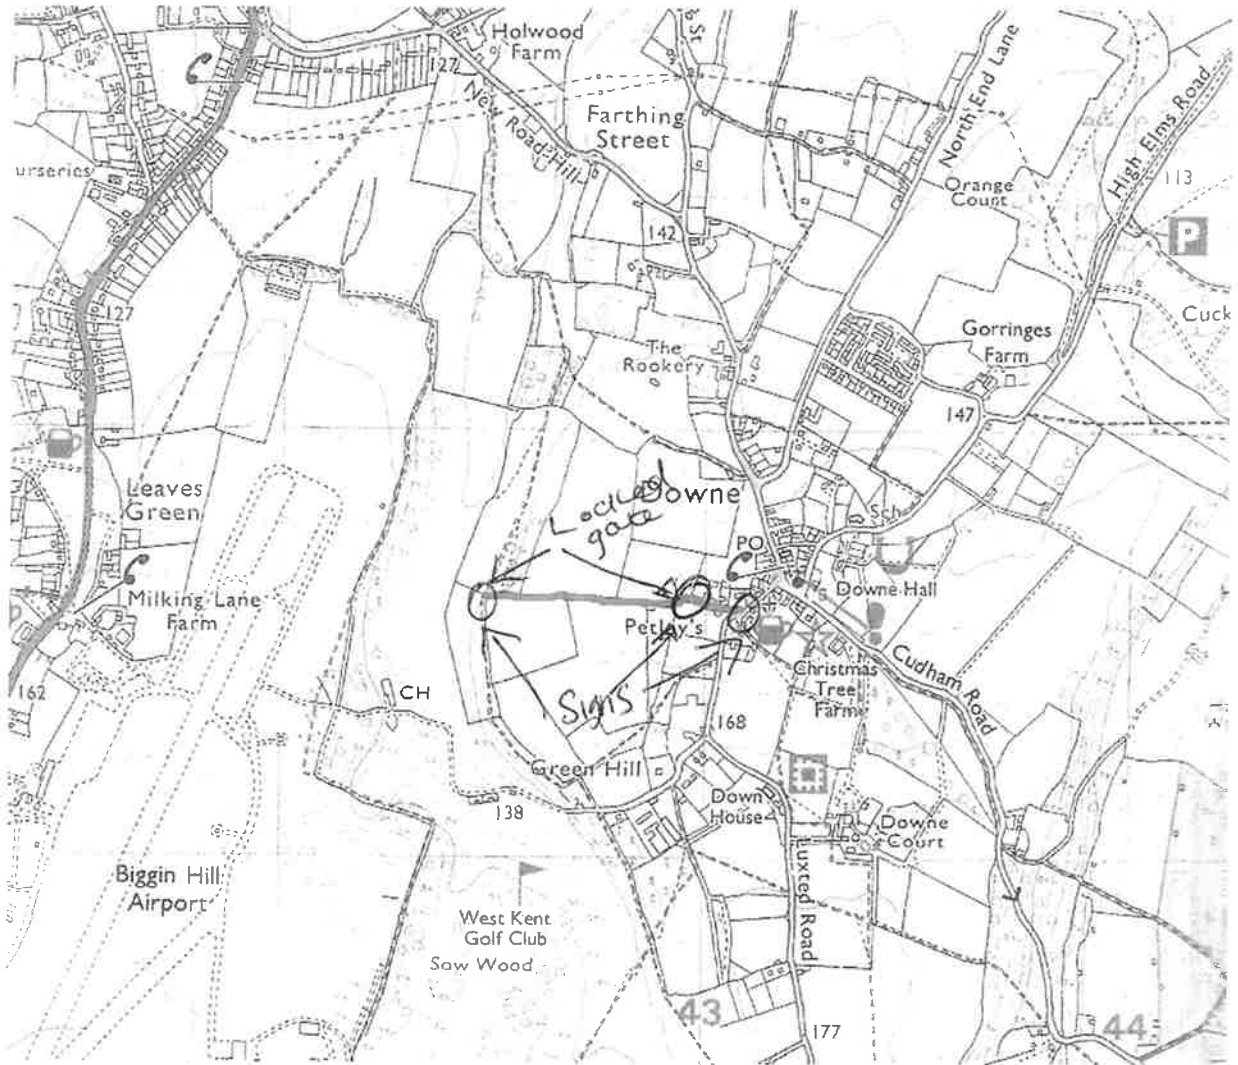 Holwood
Farm
127
New Road Hill
Farthing
Street
North End Lane
High Elms Road
urseries
Orange
Court
113
P
142
127
Cuck
Gorringes
Farm
The
Rookery
147
Locked
gate
Downe
Leaves
Green
Sch
PO
Downe Hall
Milking Lane
Farm
Petley's
Christmas
Tree
Farm
Cudham Road
162
CH
Signs
168
Green Hill
Down
House
138
Downe
Court
Luxted Road
Biggin Hill
Airport
West Kent
Golf Club
Saw Wood
43
177
44